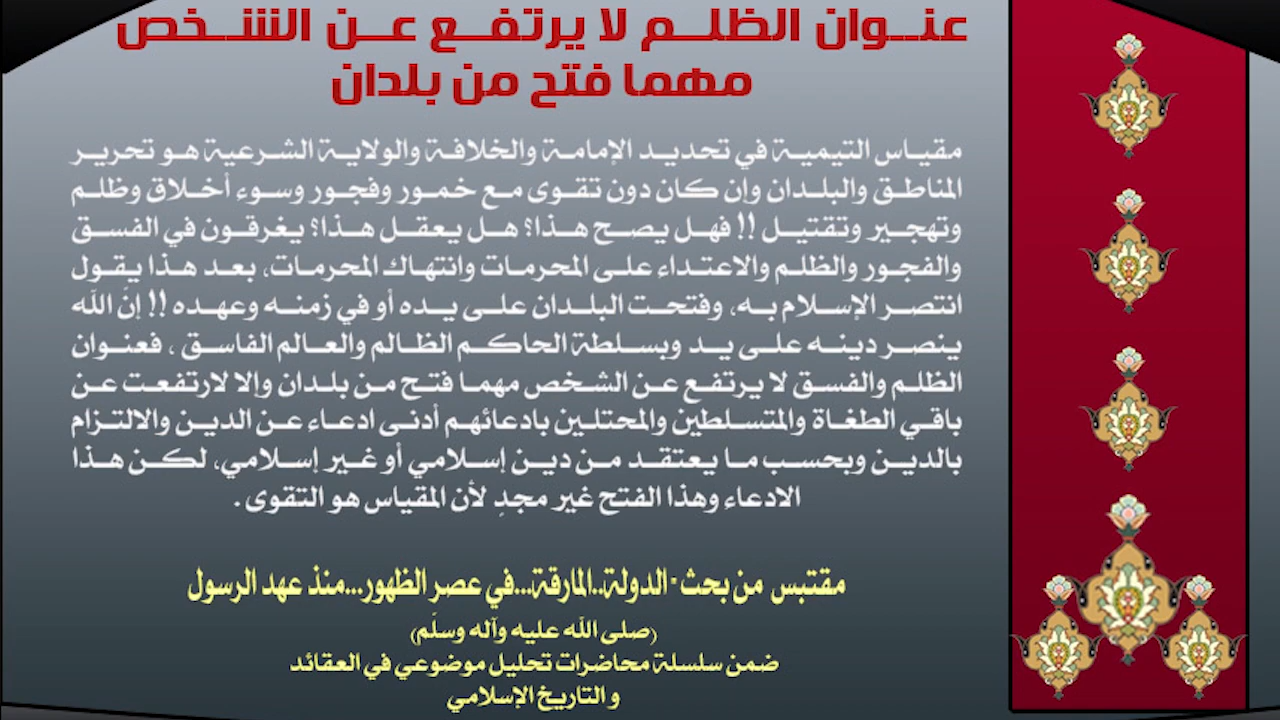 عنوان الظلم لا يرتفع عن الشخص
مهما فتح من بلدان
مقياس التيمية في تحديد الإمامة والخلافة والولاية الشرعية هو تحرير
المناطق والبلدان وإن كان دون تقوى مع خمور وفجور وسوء أخلاق وظلم
وتهجير وتقتيل !! فهل يصح هذا؟ هل يعقل هذا؟ يغرقون في الفسق
والفجور والظلم والاعتداء على المحرمات وانتهاك المحرمات، بعد هذا يقول
انتصر الإسلام به، وفتحت البلدان على يده أو في زمنه وعهده !! إنَ الله
ينصر دينه على يد وبسلطة الحاكم الظالم والعالم الفاسق ، فعنوان
الظلم والفسق لا يرتفع عن الشخص مهما فتح من بلدان وإلا لارتفعت عن
باقي الطغاة والمتسلطين والمحتلين بادعائهم أدنى ادعاء عن الدين والالتزام
بالدين وبحسب ما يعتقد من دين إسلامي أو غير إسلامي، لكن هذا
الادعاء وهذا الفتح غير مجدِ لأن المقياس هو التقوى .
مقتبس من بحث- الدولة..المارقة...في عصر الظهور...منذ عهد الرسول
(صلى الله عليه وآله وسلَم)
ضمن سلسلة محاضرات تحليل موضوعي في العقائد
و التاريخ الإسلامي